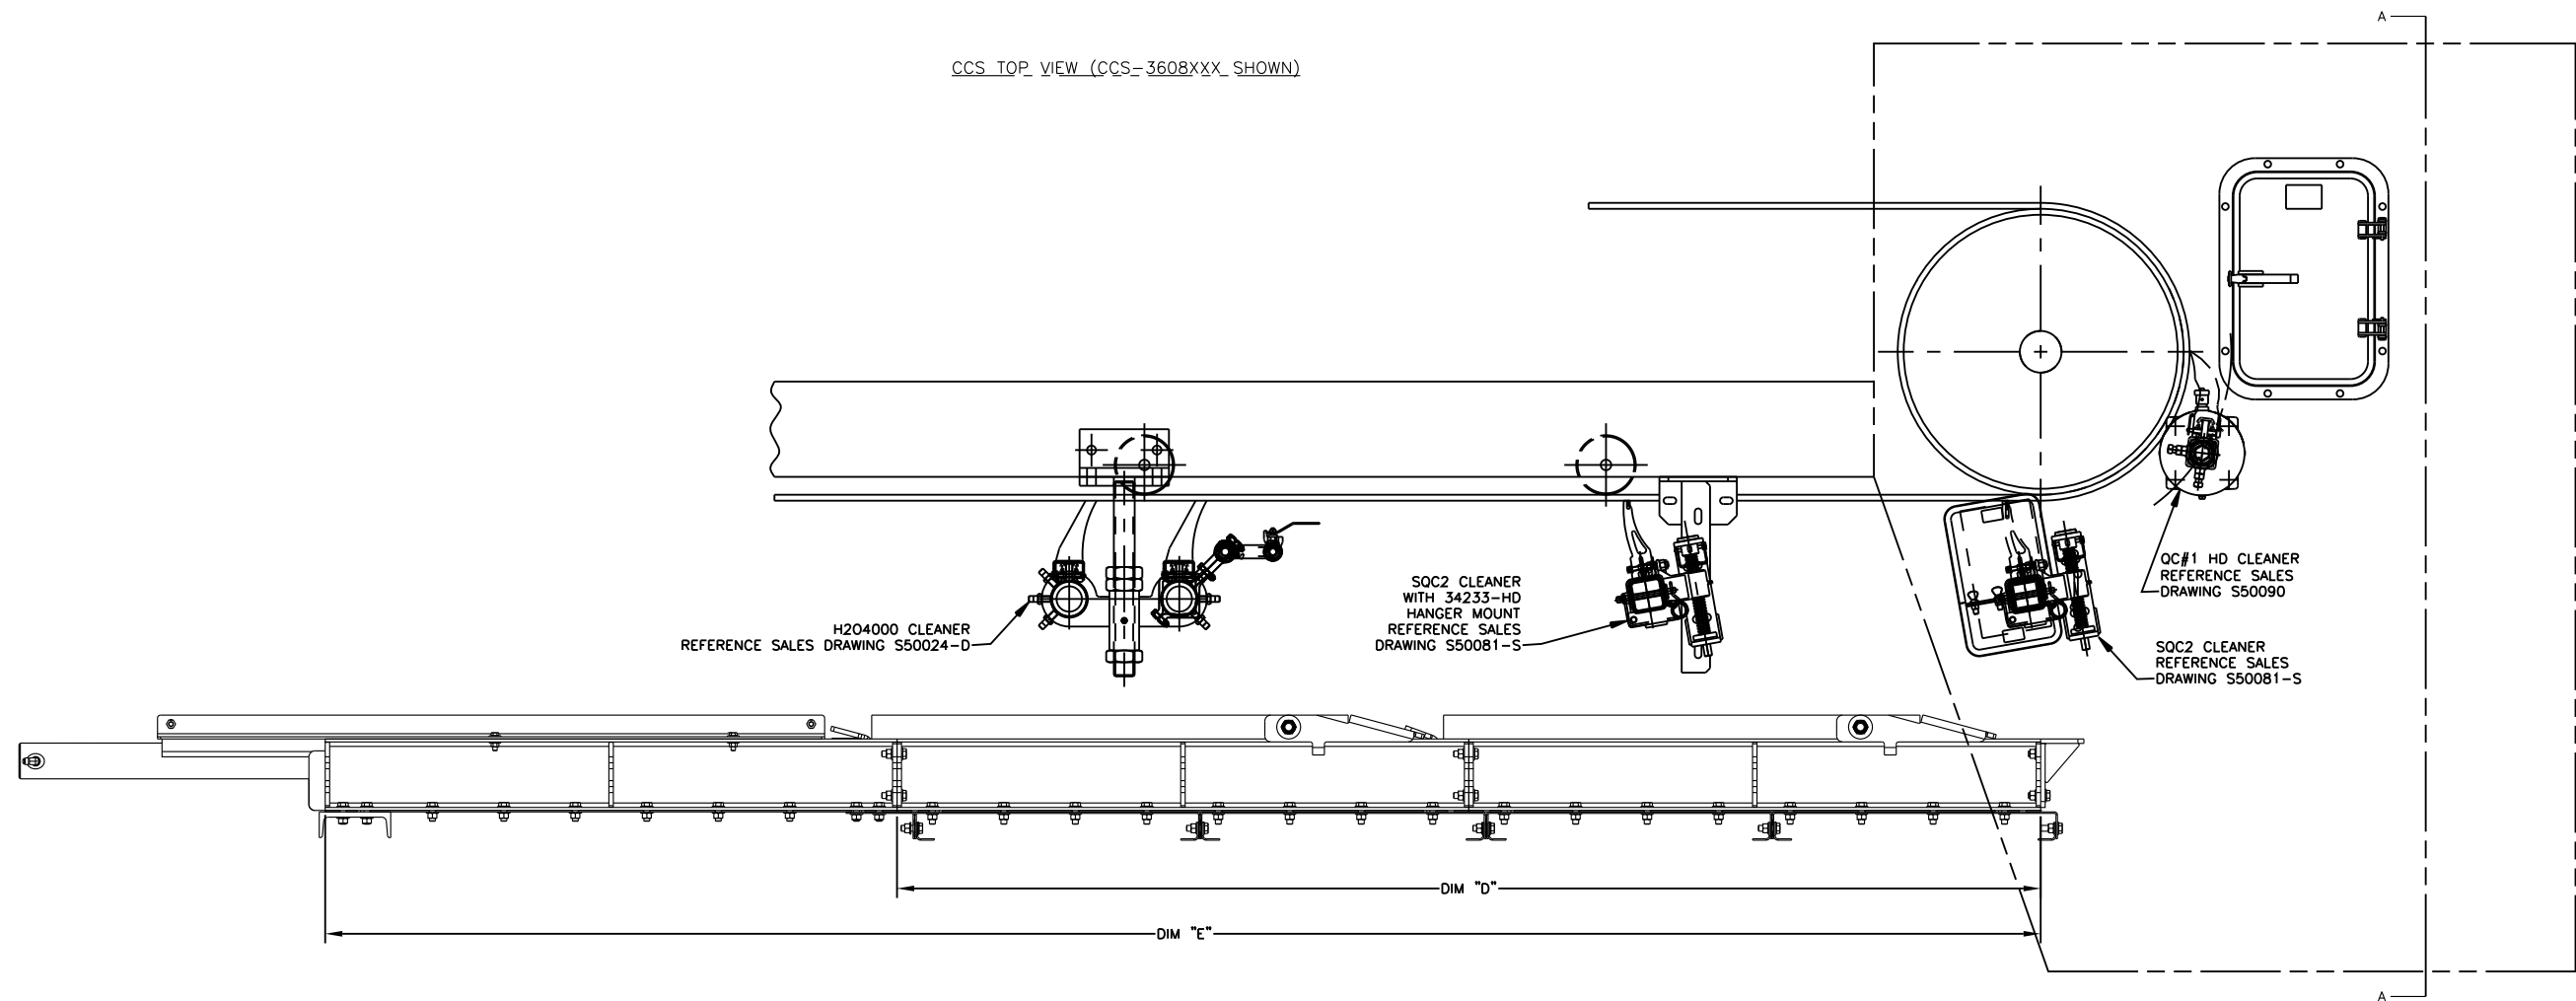 A
CCS TOP VIEW (CCS-3608XXX SHOWN)
QC#1 HD CLEANER
REFERENCE SALES
DRAWING S50090
SQC2 CLEANER
WITH 34233-HD
HANGER MOUNT
REFERENCE SALES
DRAWING S50081-S
H2O4000 CLEANER
REFERENCE SALES DRAWING S50024-D
SQC2 CLEANER
REFERENCE SALES
DRAWING S50081-S
DIM "D"
DIM "E"
A